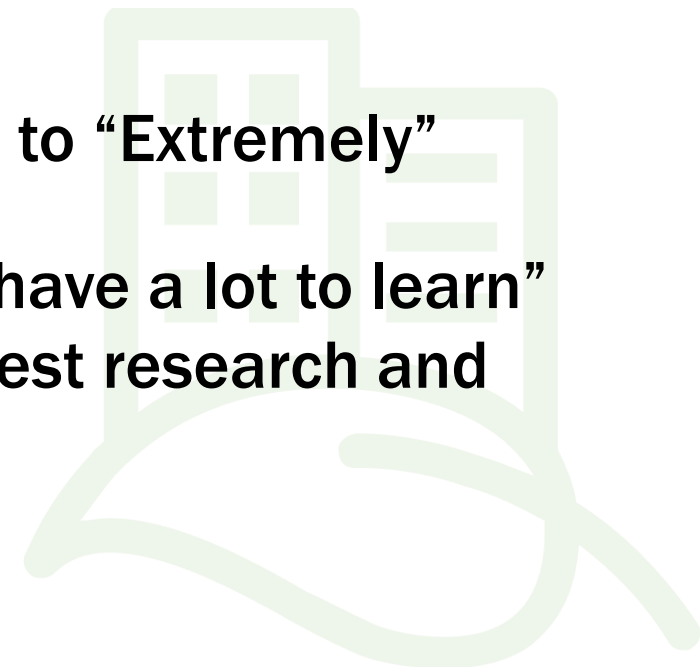 to “Extremely”
have a lot to learn”
est research and